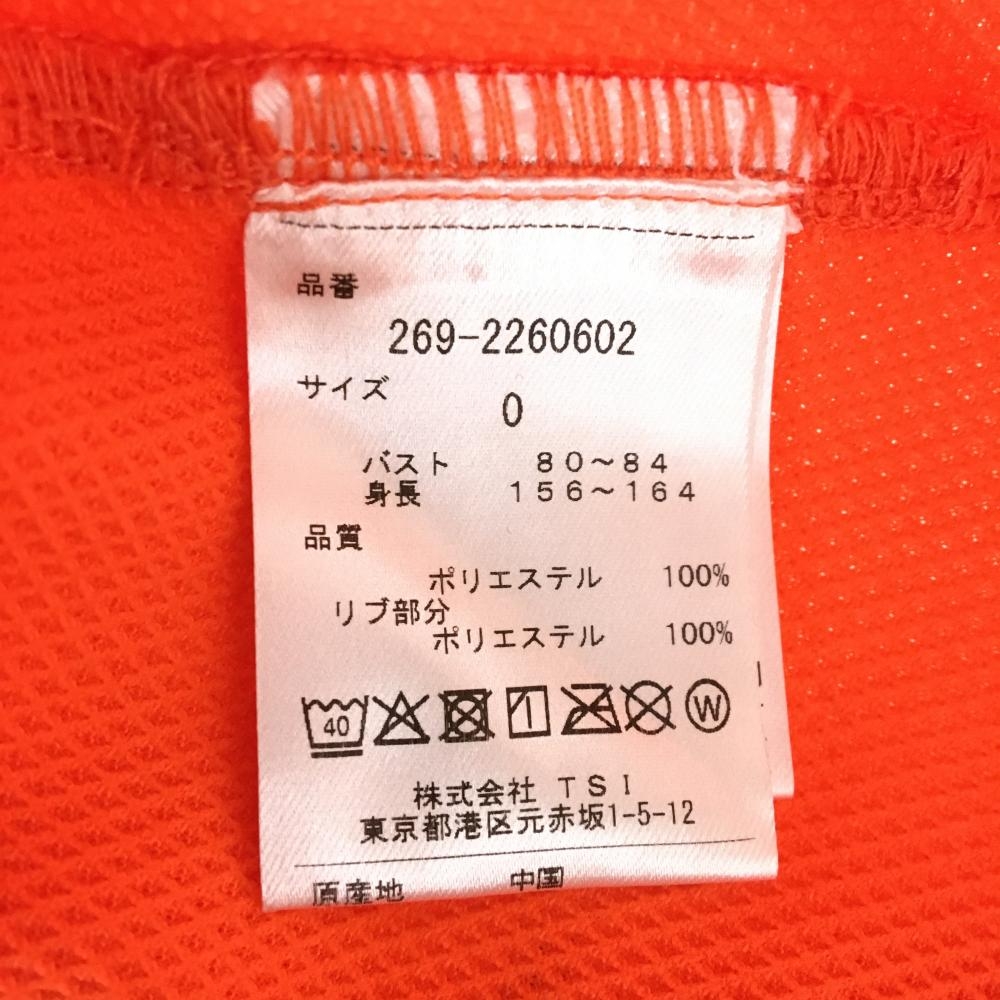 品番
269-2260602
サイズ
0
バスト 80～84
身長 156～164
品質
ポリエステル 100%
リブ部分
ポリエステル 100%
40 W
株式会社 TSI
東京都港区元赤坂1-5-12
原産地 中国